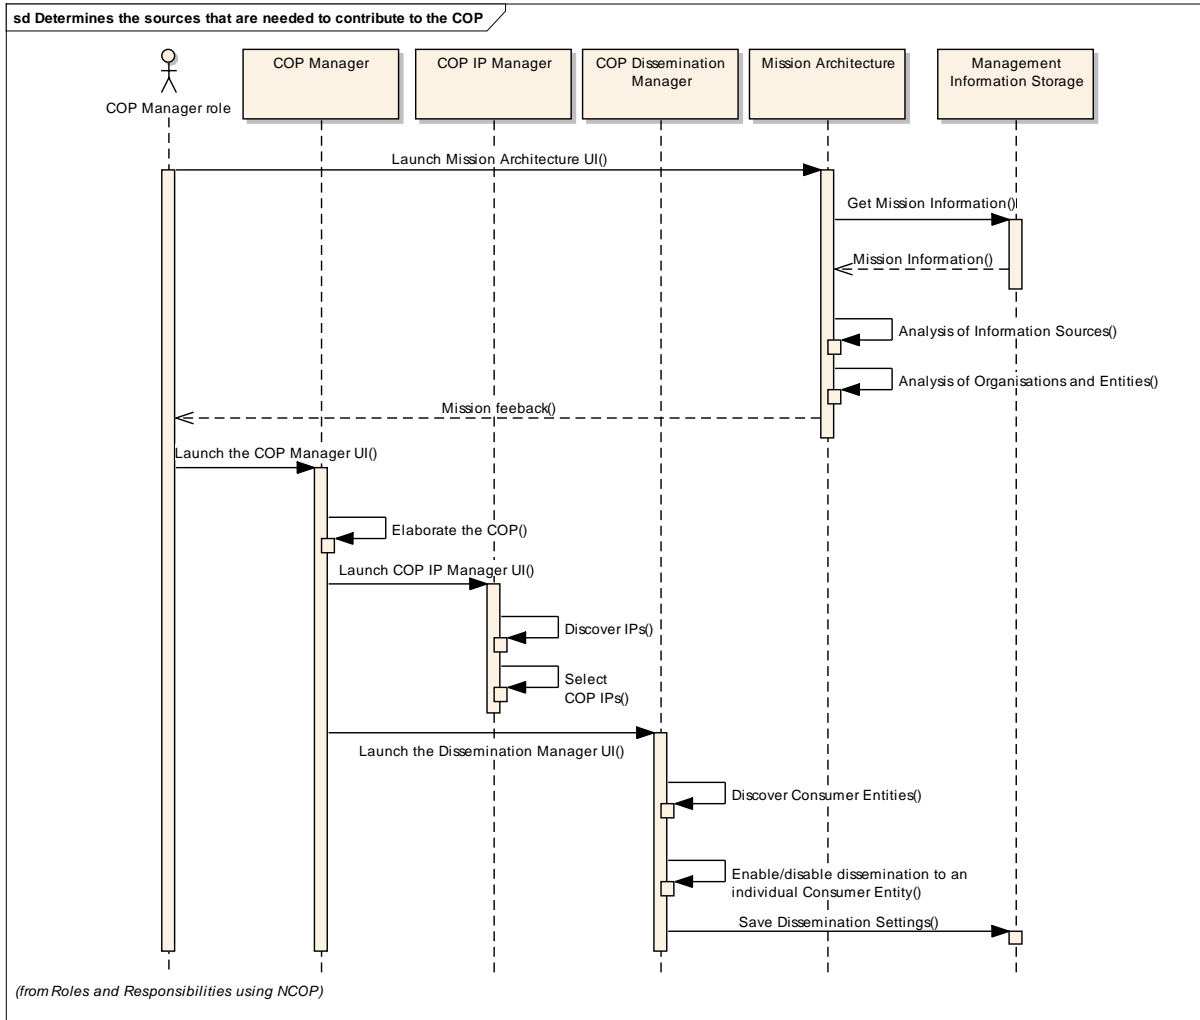 sd Determines the sources that are needed to contribute to the COP
COP Manager role
COP Manager
COP IP Manager
COP Dissemination
Manager
Mission Architecture
Management
Information Storage
Launch Mission Architecture UI()
Get Mission Information()
Mission Information()
Analysis of Information Sources()
Analysis of Organisations and Entities()
Mission feeback()
Launch the COP Manager UI()
Elaborate the COP()
Launch COP IP Manager UI()
Discover IPs()
Select
COP IPs()
Launch the Dissemination Manager UI()
Discover Consumer Entities()
Enable/disable dissemination to an
individual Consumer Entity()
Save Dissemination Settings()
(from Roles and Responsibilities using NCOP)